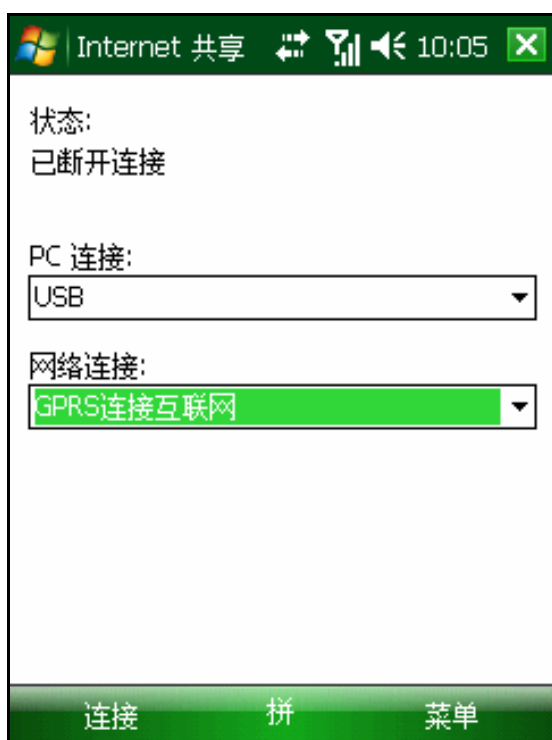 Internet 共享 10:05
状态:
已断开连接
PC 连接:
USB
网络连接:
GPRS连接互联网
连接 拼 菜单